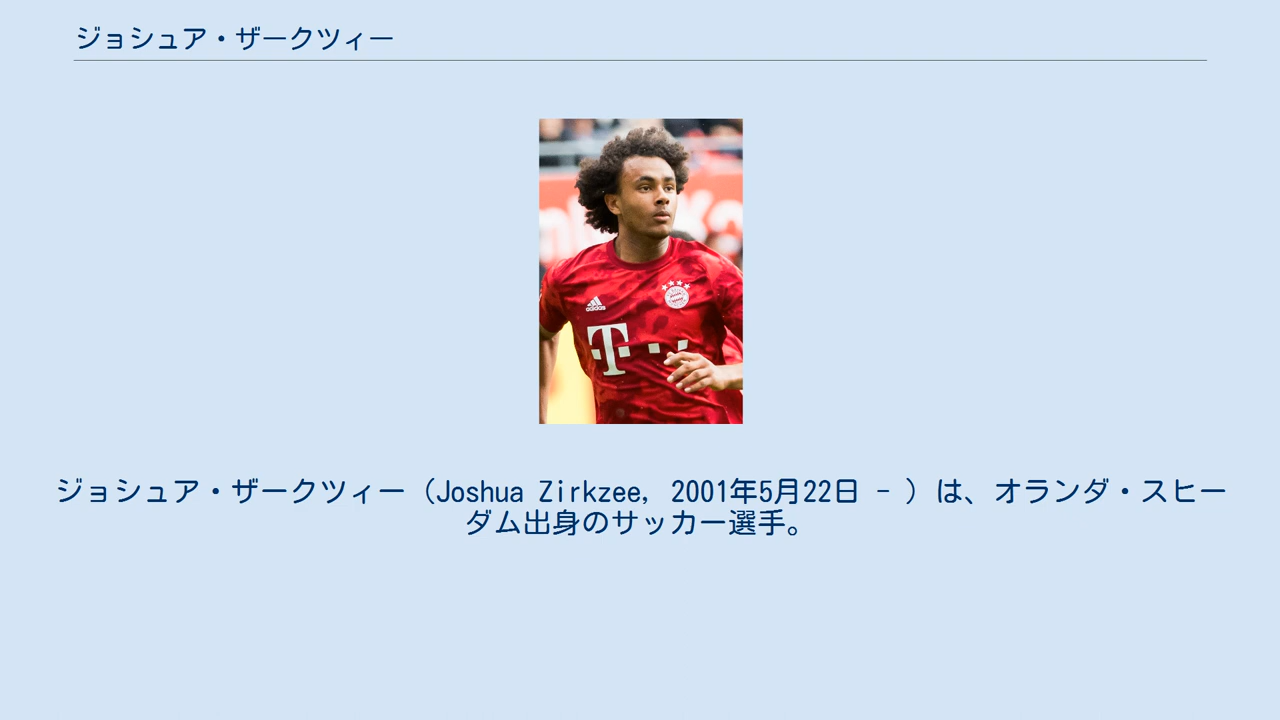 ジョシュア・ザークツィー
adidas
T
ジョシュア・ザークツィー（Joshua Zirkzee, 2001年5月22日 - ）は、オランダ・スヒー
ダム出身のサッカー選手。